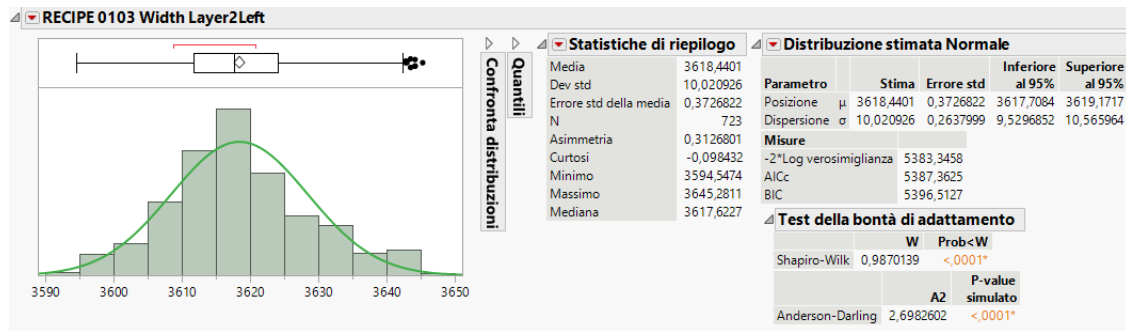 RECIPE 0103 Width Layer2Left
3590 3600 3610 3620 3630 3640 3650
Confronta distribuzioni
Quantili
Statistiche di riepilogo
Media 3618,4401
Dev std 10,020926
Errore std della media 0,3726822
N 723
Asimmetria 0,3126801
Curtosi -0,098432
Minimo 3594,5474
Massimo 3645,2811
Mediana 3617,6227
Distribuzione stimata Normale
Inferiore Superiore
Parametro Stima Errore std al 95% al 95%
Posizione μ 3618,4401 0,3726822 3617,7084 3619,1717
Dispersione σ 10,020926 0,2637999 9,5296852 10,565964
Misure
-2*Log verosimiglianza 5383,3458
AICc 5387,3625
BIC 5396,5127
Test della bontà di adattamento
W Prob<W
Shapiro-Wilk 0,9870139 <,0001*
P-value
A2 simulato
Anderson-Darling 2,6982602 <,0001*